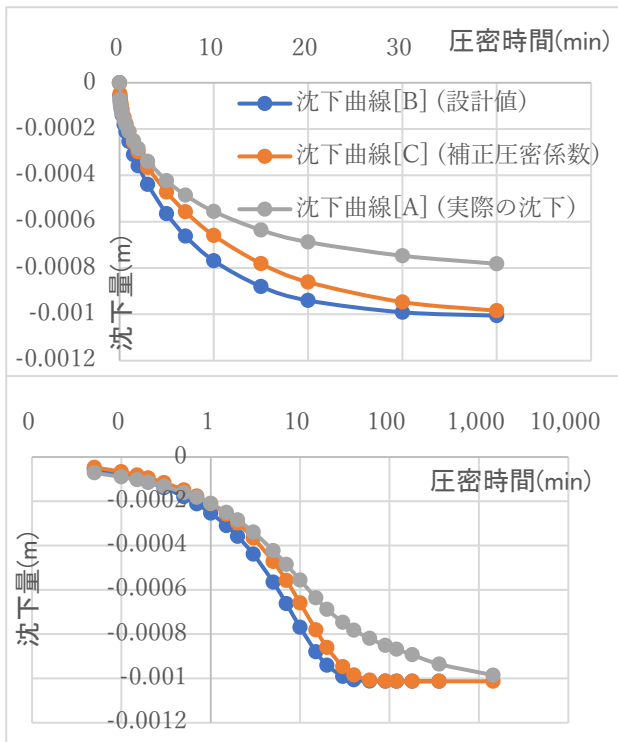 0 10 20 30 圧密時間(min)
0
-0.0002
-0.0004
-0.0006
-0.0008
-0.001
-0.0012
沈下量(m)
沈下曲線[B] (設計値)
沈下曲線[C] (補正圧密係数)
沈下曲線[A] (実際の沈下)
0 0 1 10 100 1,000 10,000
圧密時間(min)
0
-0.0002
-0.0004
-0.0006
-0.0008
-0.001
-0.0012
沈下量(m)